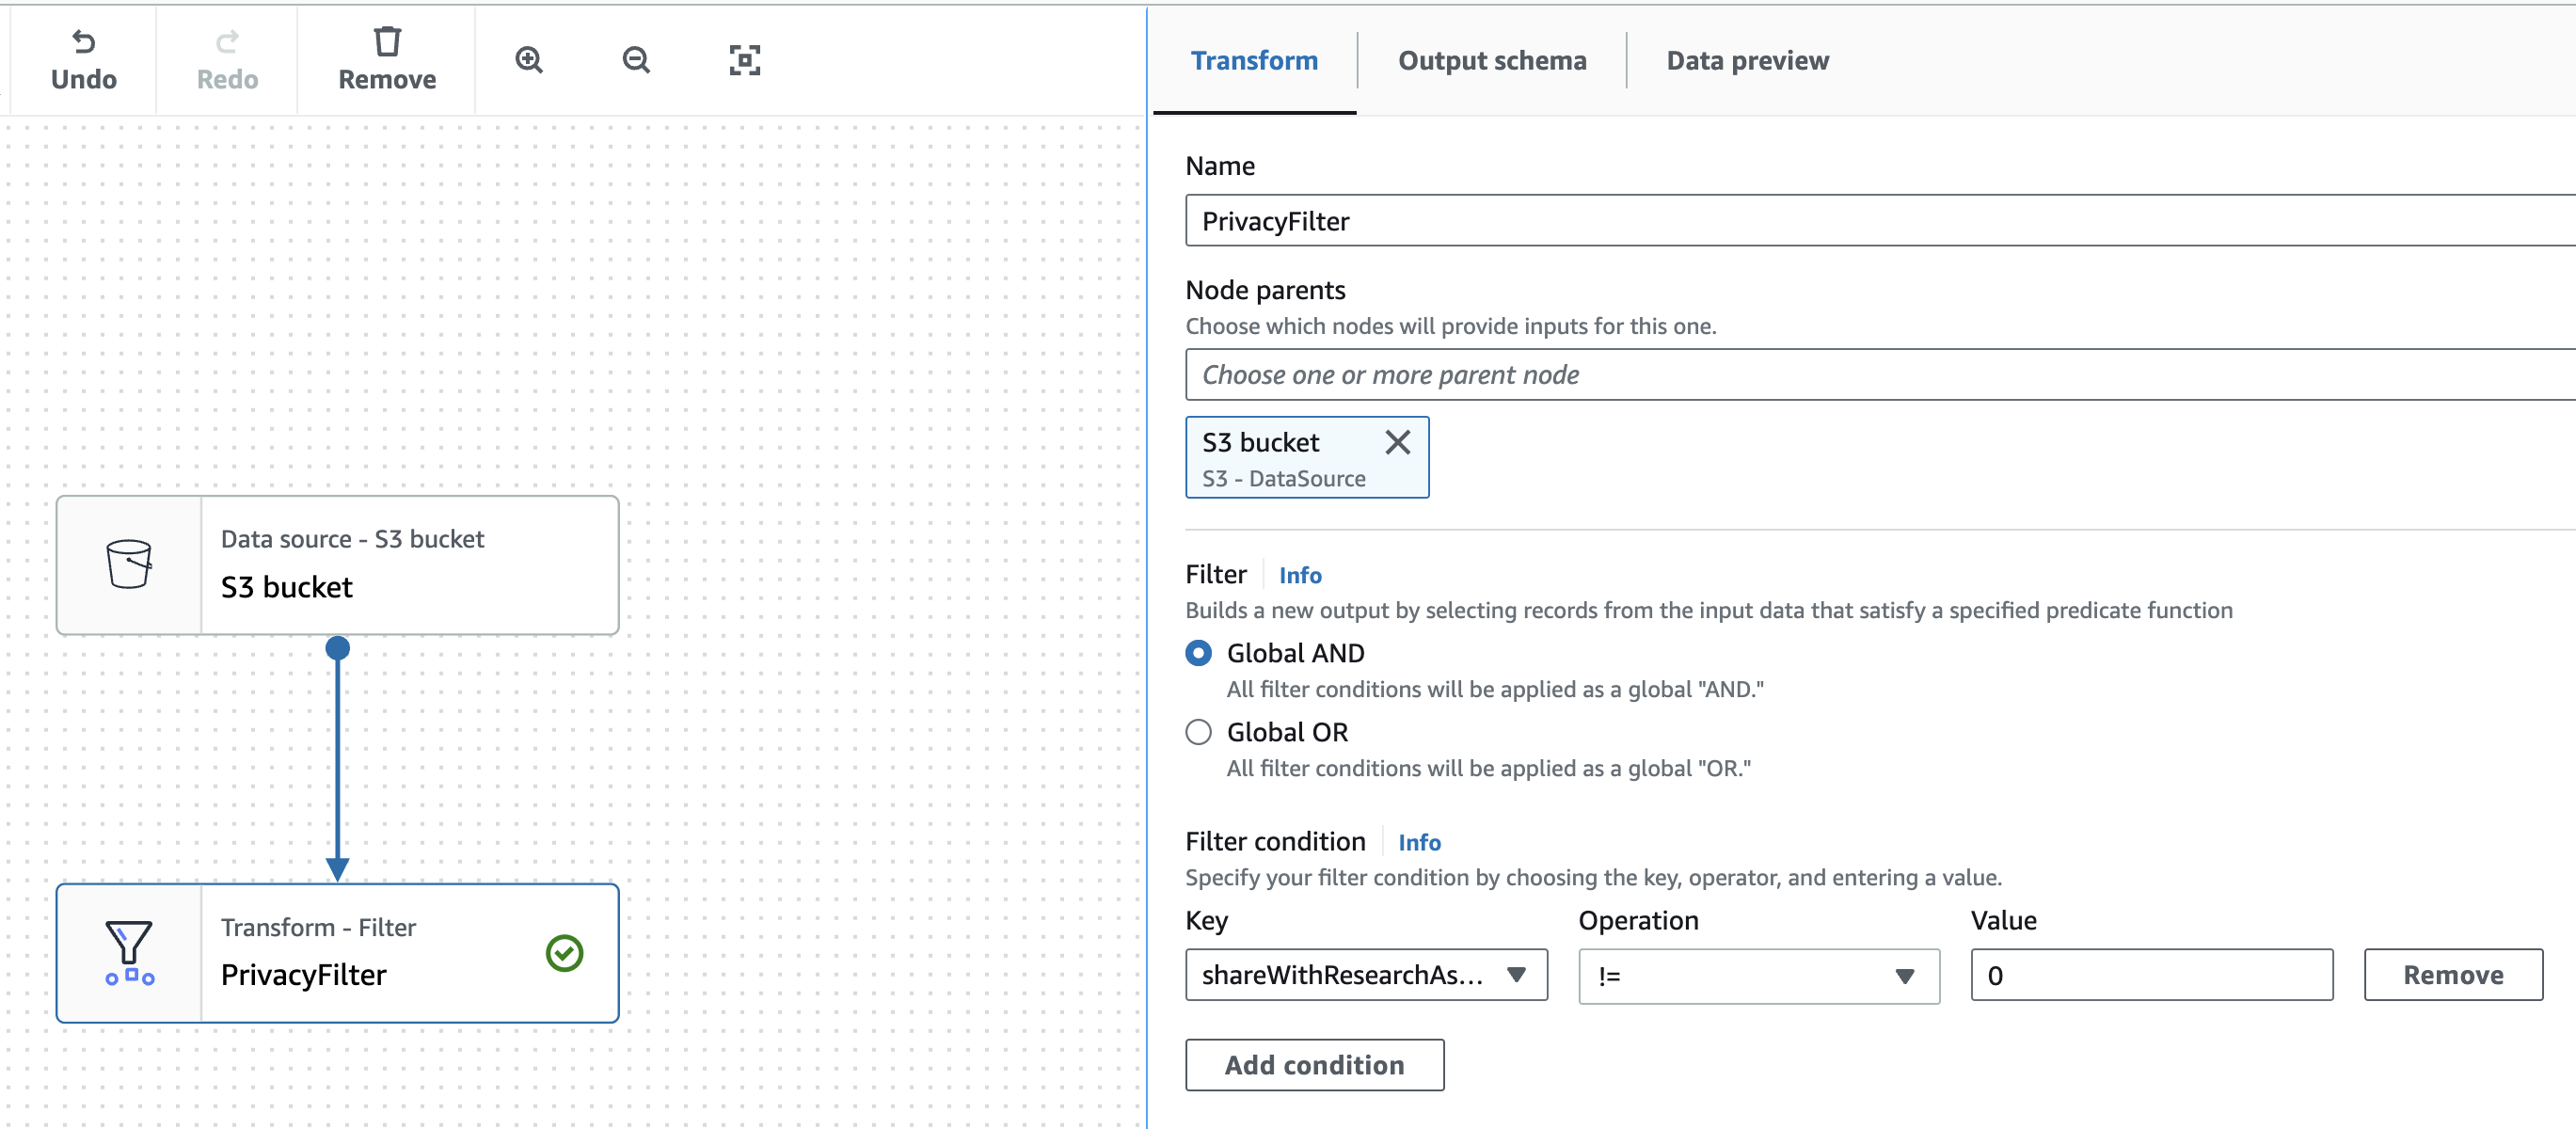 Undo
Redo
Remove
Data source - S3 bucket
S3 bucket
Transform - Filter
PrivacyFilter
Transform
Output schema
Data preview
Name
PrivacyFilter
Node parents
Choose which nodes will provide inputs for this one.
Choose one or more parent node
S3 bucket
S3 - DataSource
Filter
Info
Builds a new output by selecting records from the input data that satisfy a specified predicate function
Global AND
All filter conditions will be applied as a global "AND."
Global OR
All filter conditions will be applied as a global "OR."
Filter condition
Info
Specify your filter condition by choosing the key, operator, and entering a value.
Key Operation Value
shareWithResearchAs... != 0 Remove
Add condition